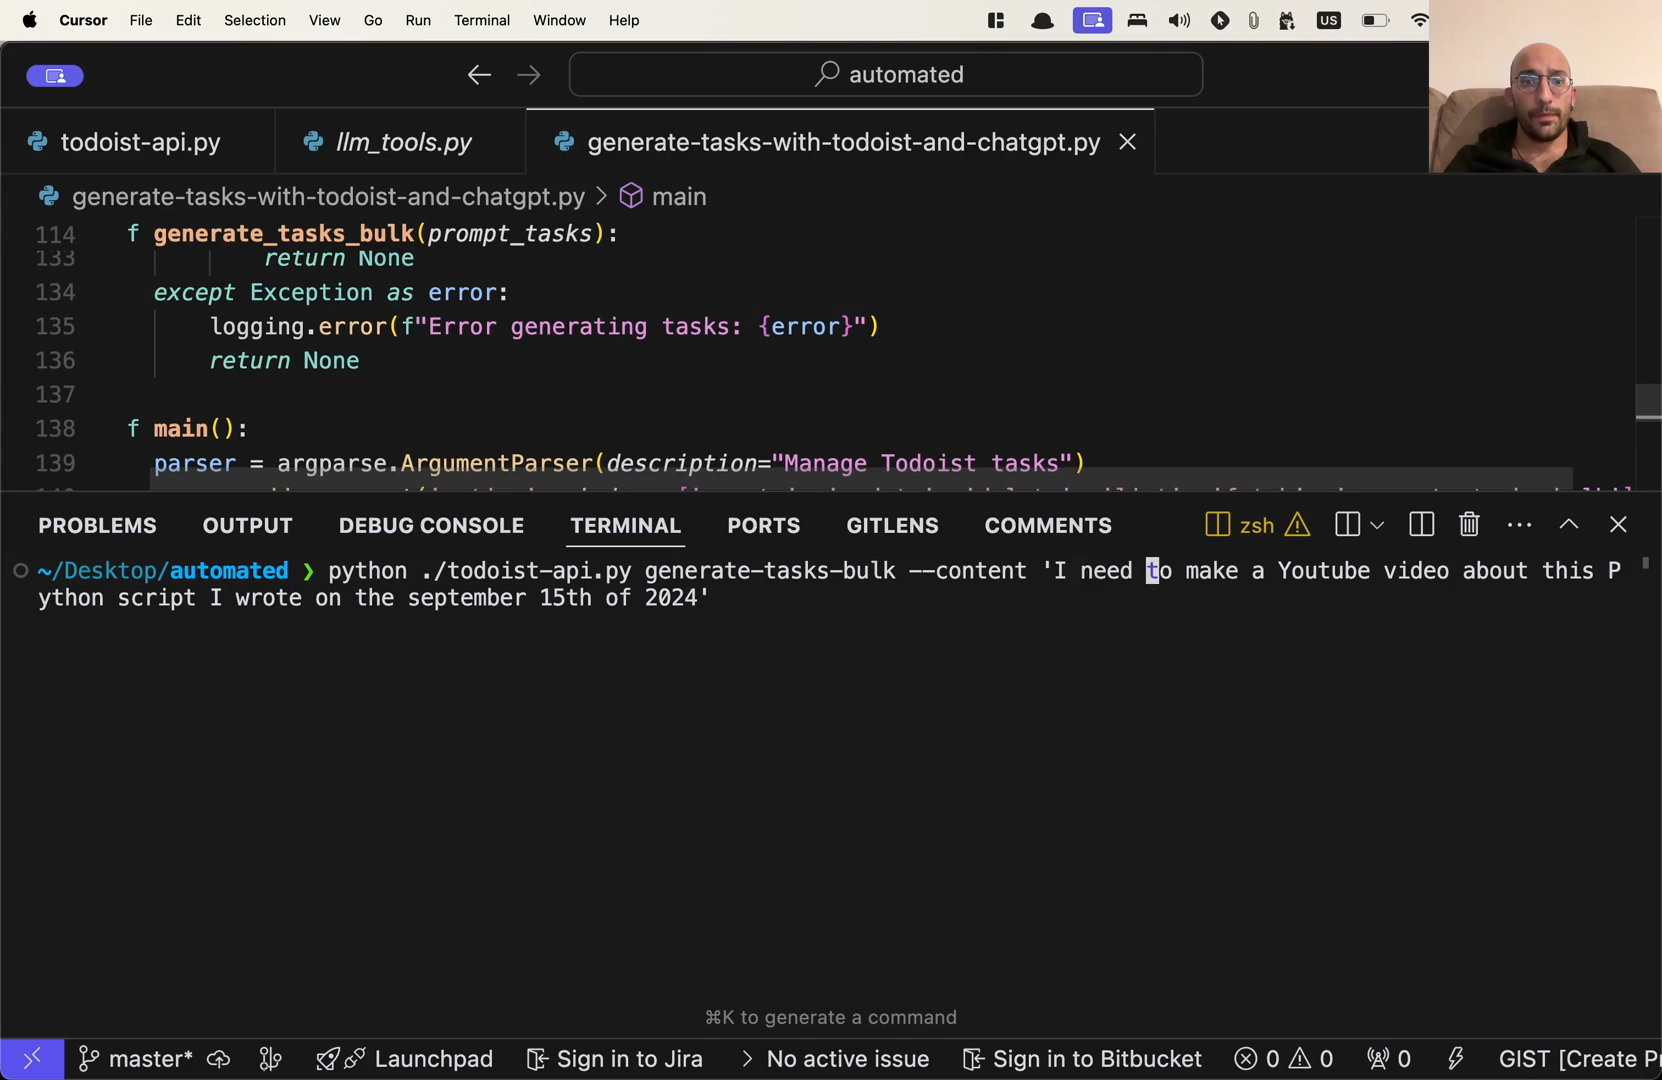 Cursor File Edit Selection View Go Run Terminal Window Help US
automated
todoist-api.py llm_tools.py generate-tasks-with-todoist-and-chatgpt.py
generate-tasks-with-todoist-and-chatgpt.py > main
114 f generate_tasks_bulk(prompt_tasks):
133 return None
134 except Exception as error:
135 logging.error(f"Error generating tasks: {error}")
136 return None
137
138 f main():
139 parser = argparse.ArgumentParser(description="Manage Todoist tasks")
PROBLEMS OUTPUT DEBUG CONSOLE TERMINAL PORTS GITLENS COMMENTS zsh
~/Desktop/automated ❯ python ./todoist-api.py generate-tasks-bulk --content 'I need to make a Youtube video about this P
ython script I wrote on the september 15th of 2024'
⌘K to generate a command
master* Launchpad Sign in to Jira > No active issue Sign in to Bitbucket 0 0 0 GIST [Create Pr